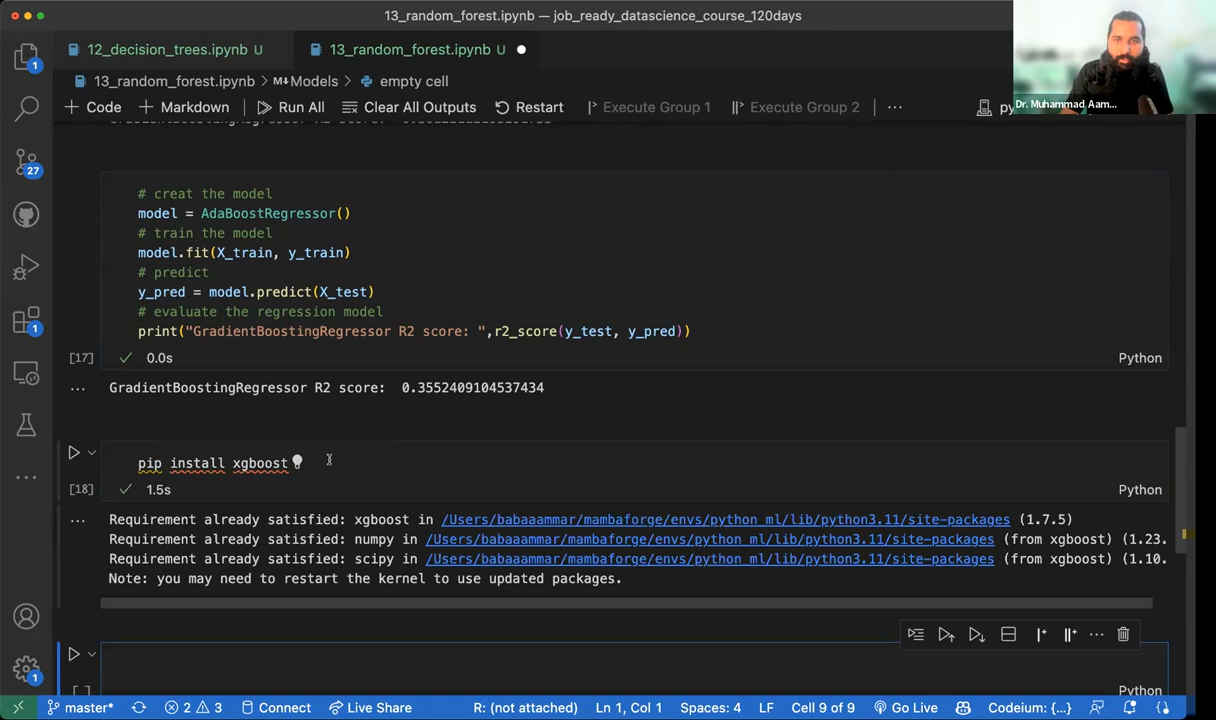 13_random_forest.ipynb — job_ready_datascience_course_120days
12_decision_trees.ipynb U
13_random_forest.ipynb U
13_random_forest.ipynb > M↓Models > empty cell
Code
Markdown
Run All
Clear All Outputs
Restart
Execute Group 1
Execute Group 2
...
py
Dr. Muhammad Aam...
1
27
1
1
# creat the model
model = AdaBoostRegressor()
# train the model
model.fit(X_train, y_train)
# predict
y_pred = model.predict(X_test)
# evaluate the regression model
print("GradientBoostingRegressor R2 score: ",r2_score(y_test, y_pred))
[17] 0.0s Python
... GradientBoostingRegressor R2 score: 0.3552409104537434
pip install xgboost
[18] 1.5s Python
... Requirement already satisfied: xgboost in /Users/babaaammar/mambaforge/envs/python_ml/lib/python3.11/site-packages (1.7.5)
Requirement already satisfied: numpy in /Users/babaaammar/mambaforge/envs/python_ml/lib/python3.11/site-packages (from xgboost) (1.23.
Requirement already satisfied: scipy in /Users/babaaammar/mambaforge/envs/python_ml/lib/python3.11/site-packages (from xgboost) (1.10.
Note: you may need to restart the kernel to use updated packages.
[ ] Python
master* 2 3 Connect Live Share R: (not attached) Ln 1, Col 1 Spaces: 4 LF Cell 9 of 9 Go Live Codeium: {...}